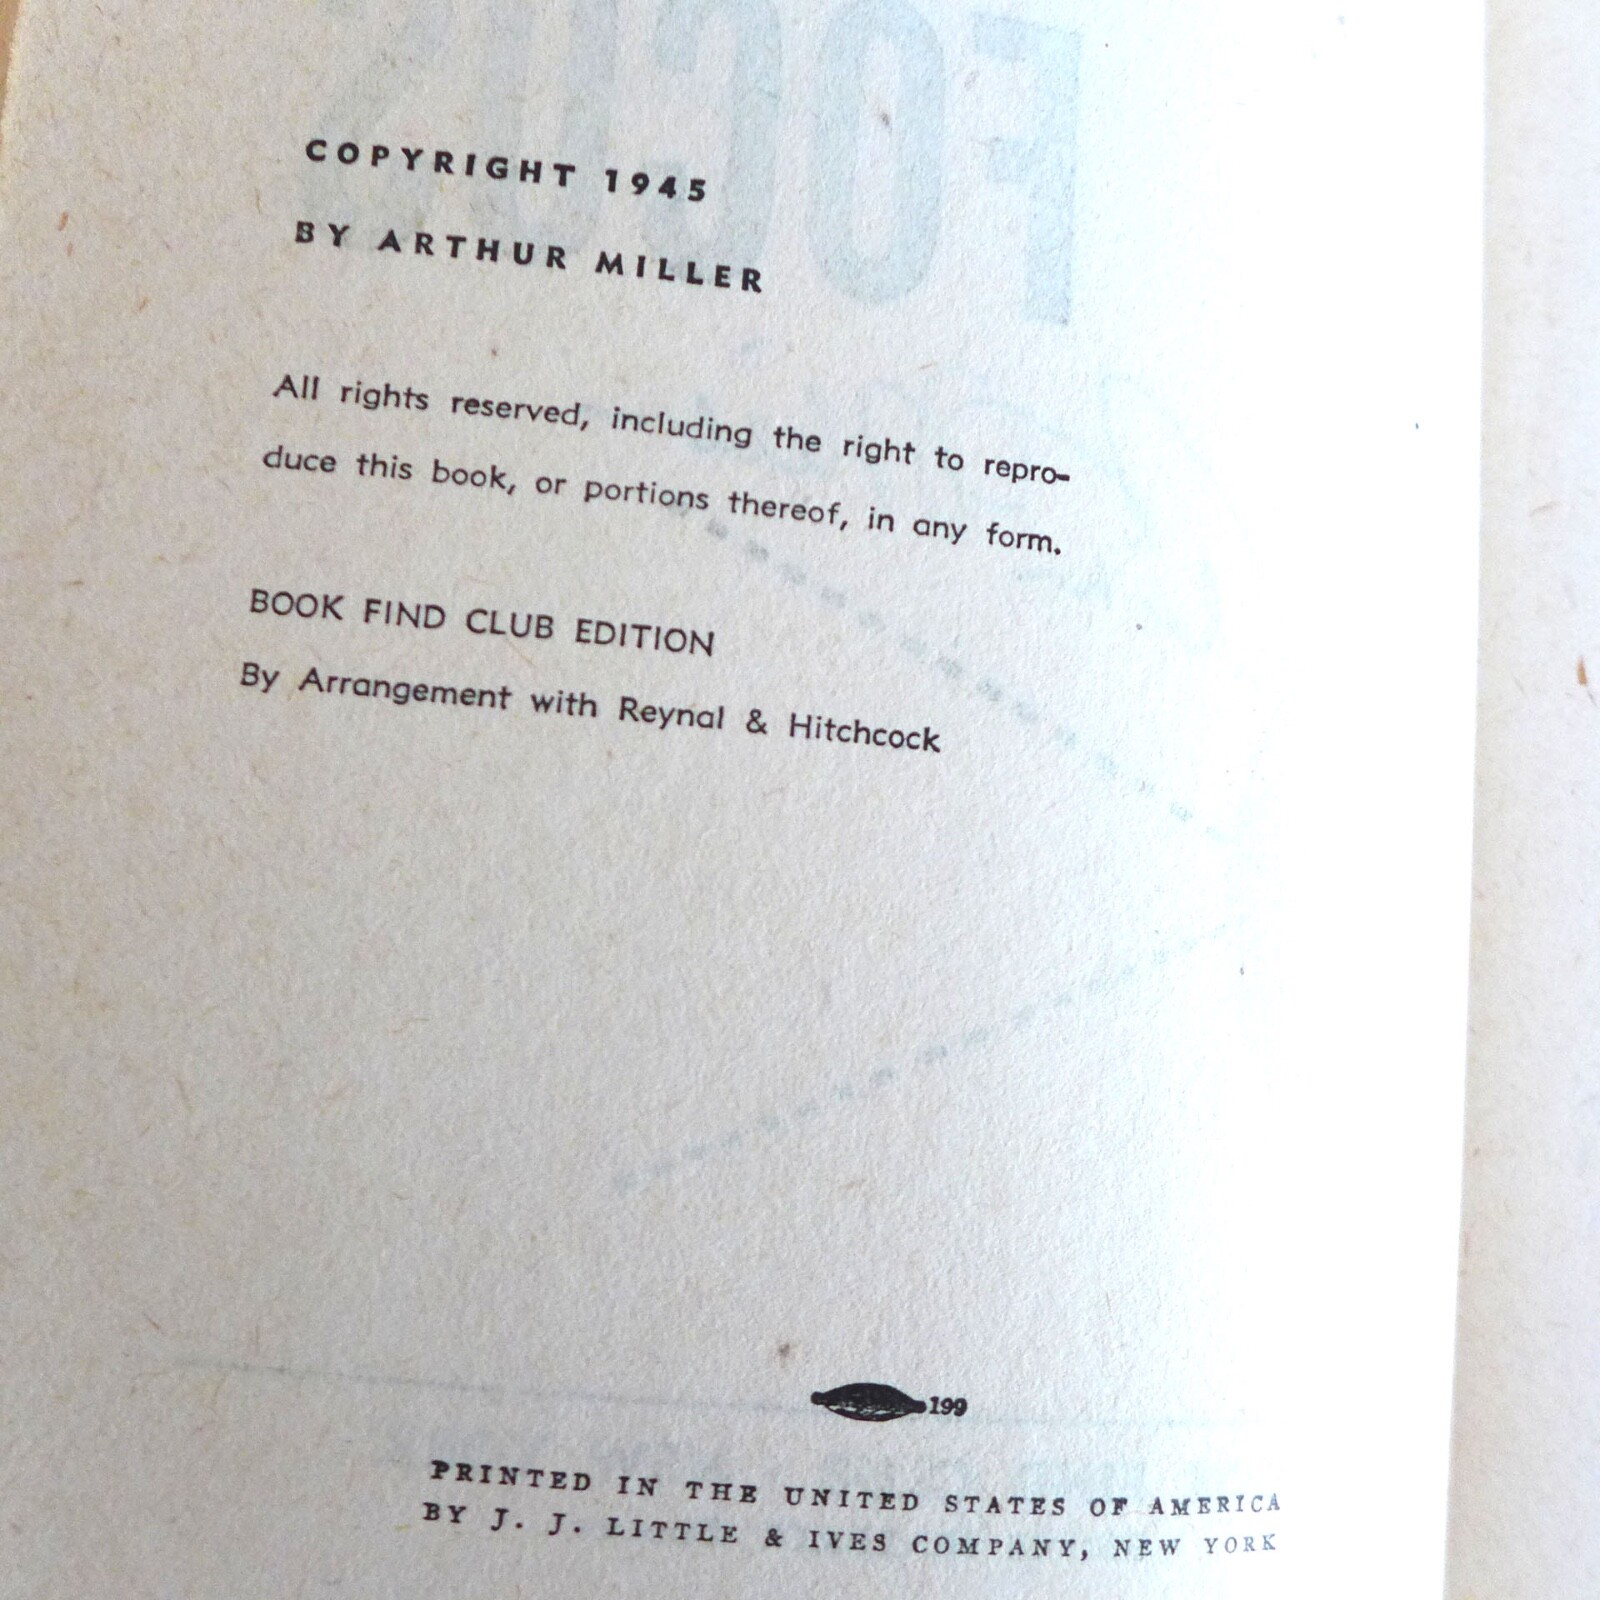 COPYRIGHT 1945
BY ARTHUR MILLER
All rights reserved, including the right to repro-
duce this book, or portions thereof, in any form.
BOOK FIND CLUB EDITION
By Arrangement with Reynal & Hitchcock
199
PRINTED IN THE UNITED STATES OF AMERICA
BY J. J. LITTLE & IVES COMPANY, NEW YORK